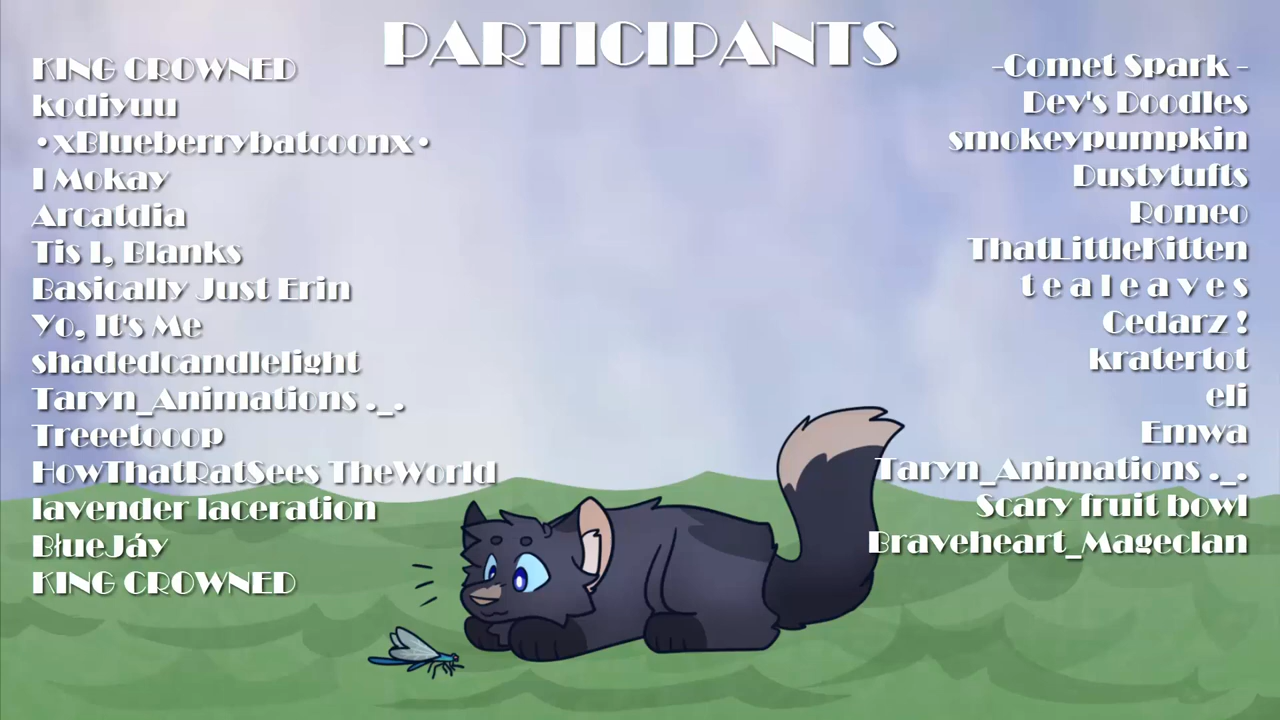 PARTICIPANTS
KING CROWNED
kodiyuu
•xBlueberrybatcoonx•
I Mokay
Arcatdia
Tis I, Blanks
Basically Just Erin
Yo, It's Me
shadedcandlelight
Taryn_Animations ._.
Treeetooop
HowThatRatSees TheWorld
lavender laceration
BłueJáy
KING CROWNED
-Comet Spark -
Dev's Doodles
smokeypumpkin
Dustytufts
Romeo
ThatLittleKitten
t e a l e a v e s
Cedarz !
kratertot
eli
Emwa
Taryn_Animations ._.
Scary fruit bowl
Braveheart_Mageclan